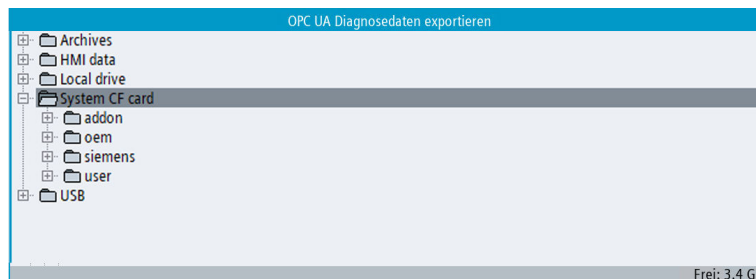 OPC UA Diagnosedaten exportieren
Archives
HMI data
Local drive
System CF card
addon
oem
siemens
user
USB
Frei: 3.4 G